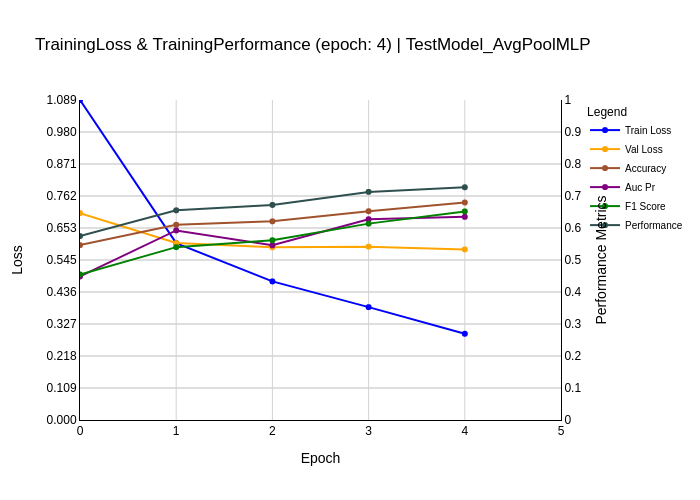 TrainingLoss & TrainingPerformance (epoch: 4) | TestModel_AvgPoolMLP
Loss
1.089
0.980
0.871
0.762
0.653
0.545
0.436
0.327
0.218
0.109
0.000
0
1
2
3
4
5
Epoch
1
0.9
0.8
0.7
0.6
0.5
0.4
0.3
0.2
0.1
0
Performance Metrics
Legend
Train Loss
Val Loss
Accuracy
Auc Pr
F1 Score
Performance